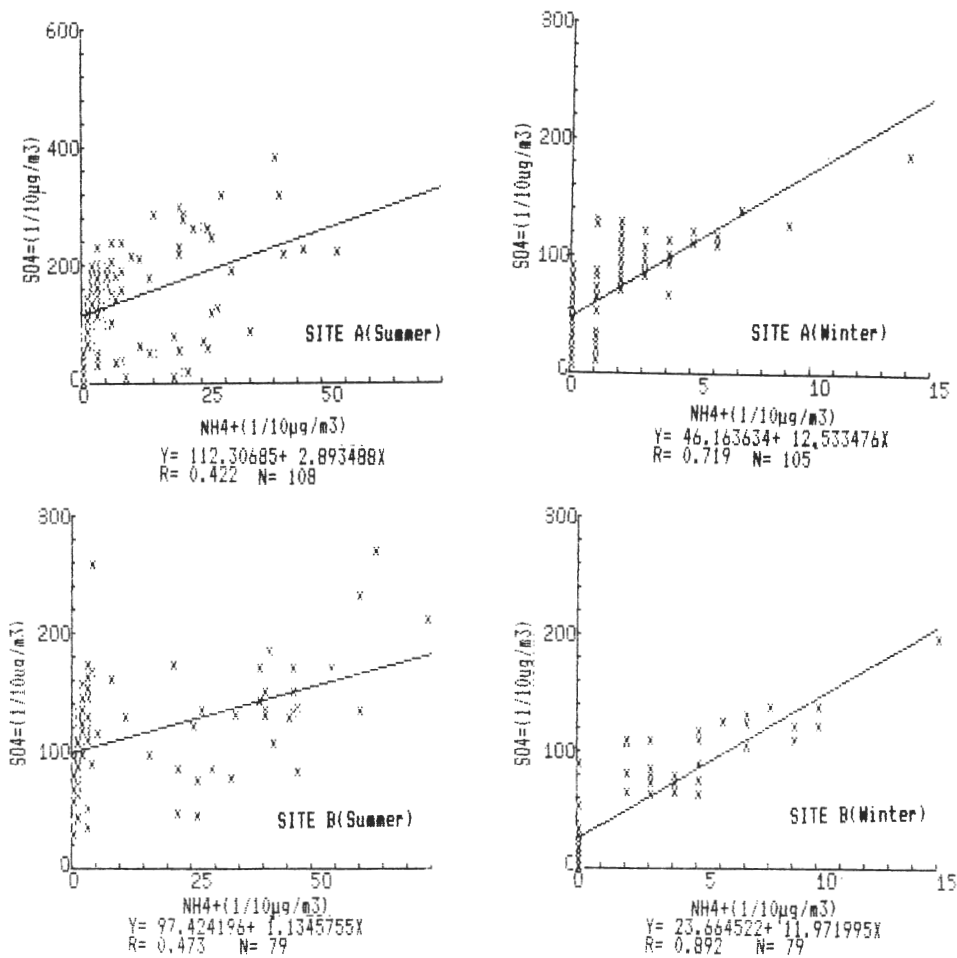 600
400
200
0
SO4=(1/10µg/m3)
SITE A(Summer)
0 25 50
NH4+(1/10µg/m3)
Y= 112.30685+ 2.893488X
R= 0.422 N= 108
300
200
100
0
SO4=(1/10µg/m3)
SITE A(Winter)
0 5 10 15
NH4+(1/10µg/m3)
Y= 46.163634+ 12.533476X
R= 0.719 N= 105
300
200
100
0
SO4=(1/10µg/m3)
SITE B(Summer)
0 25 50
NH4+(1/10µg/m3)
Y= 97.424196+ 1.1345755X
R= 0.473 N= 79
300
200
100
0
SO4=(1/10µg/m3)
SITE B(Winter)
0 5 10 15
NH4+(1/10µg/m3)
Y= 23.664522+ 11.971995X
R= 0.892 N= 79